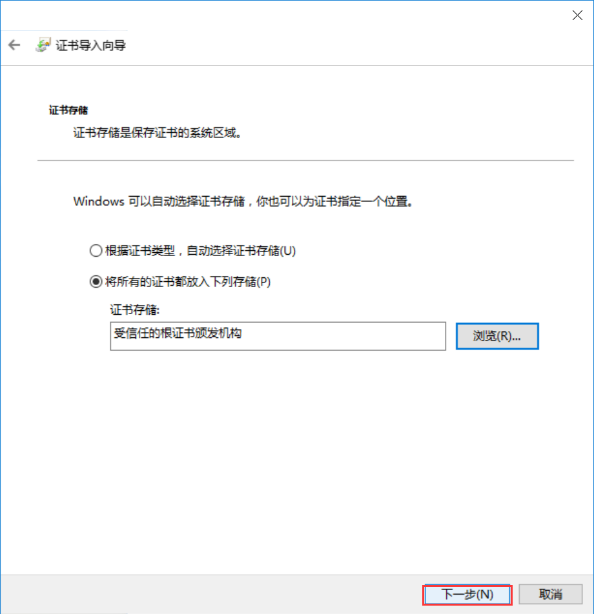 证书导入向导
证书存储
证书存储是保存证书的系统区域。
Windows 可以自动选择证书存储，你也可以为证书指定一个位置。
根据证书类型，自动选择证书存储(U)
将所有的证书都放入下列存储(P)
证书存储:
受信任的根证书颁发机构
浏览(R)...
下一步(N)
取消